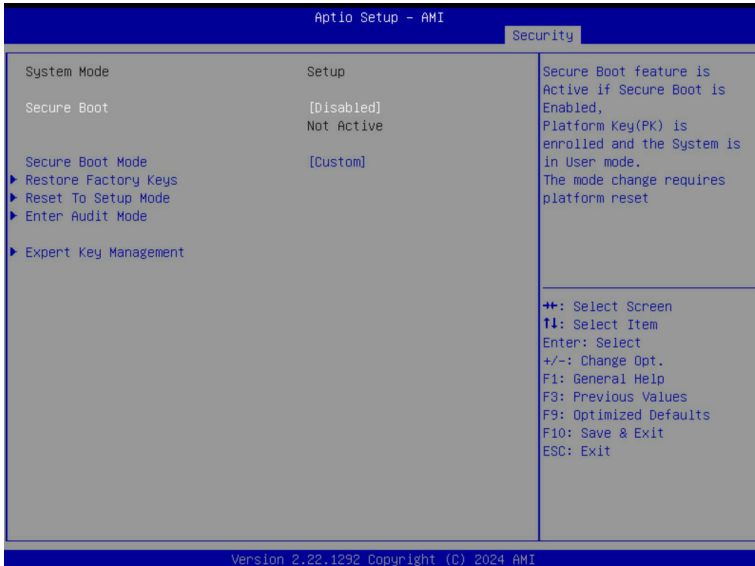 Aptio Setup – AMI
Security
System Mode Setup
Secure Boot [Disabled]
Not Active
Secure Boot Mode [Custom]
Restore Factory Keys
Reset To Setup Mode
Enter Audit Mode
Expert Key Management
Secure Boot feature is
Active if Secure Boot is
Enabled,
Platform Key(PK) is
enrolled and the System is
in User mode.
The mode change requires
platform reset
→←: Select Screen
↑↓: Select Item
Enter: Select
+/-: Change Opt.
F1: General Help
F3: Previous Values
F9: Optimized Defaults
F10: Save & Exit
ESC: Exit
Version 2.22.1292 Copyright (C) 2024 AMI